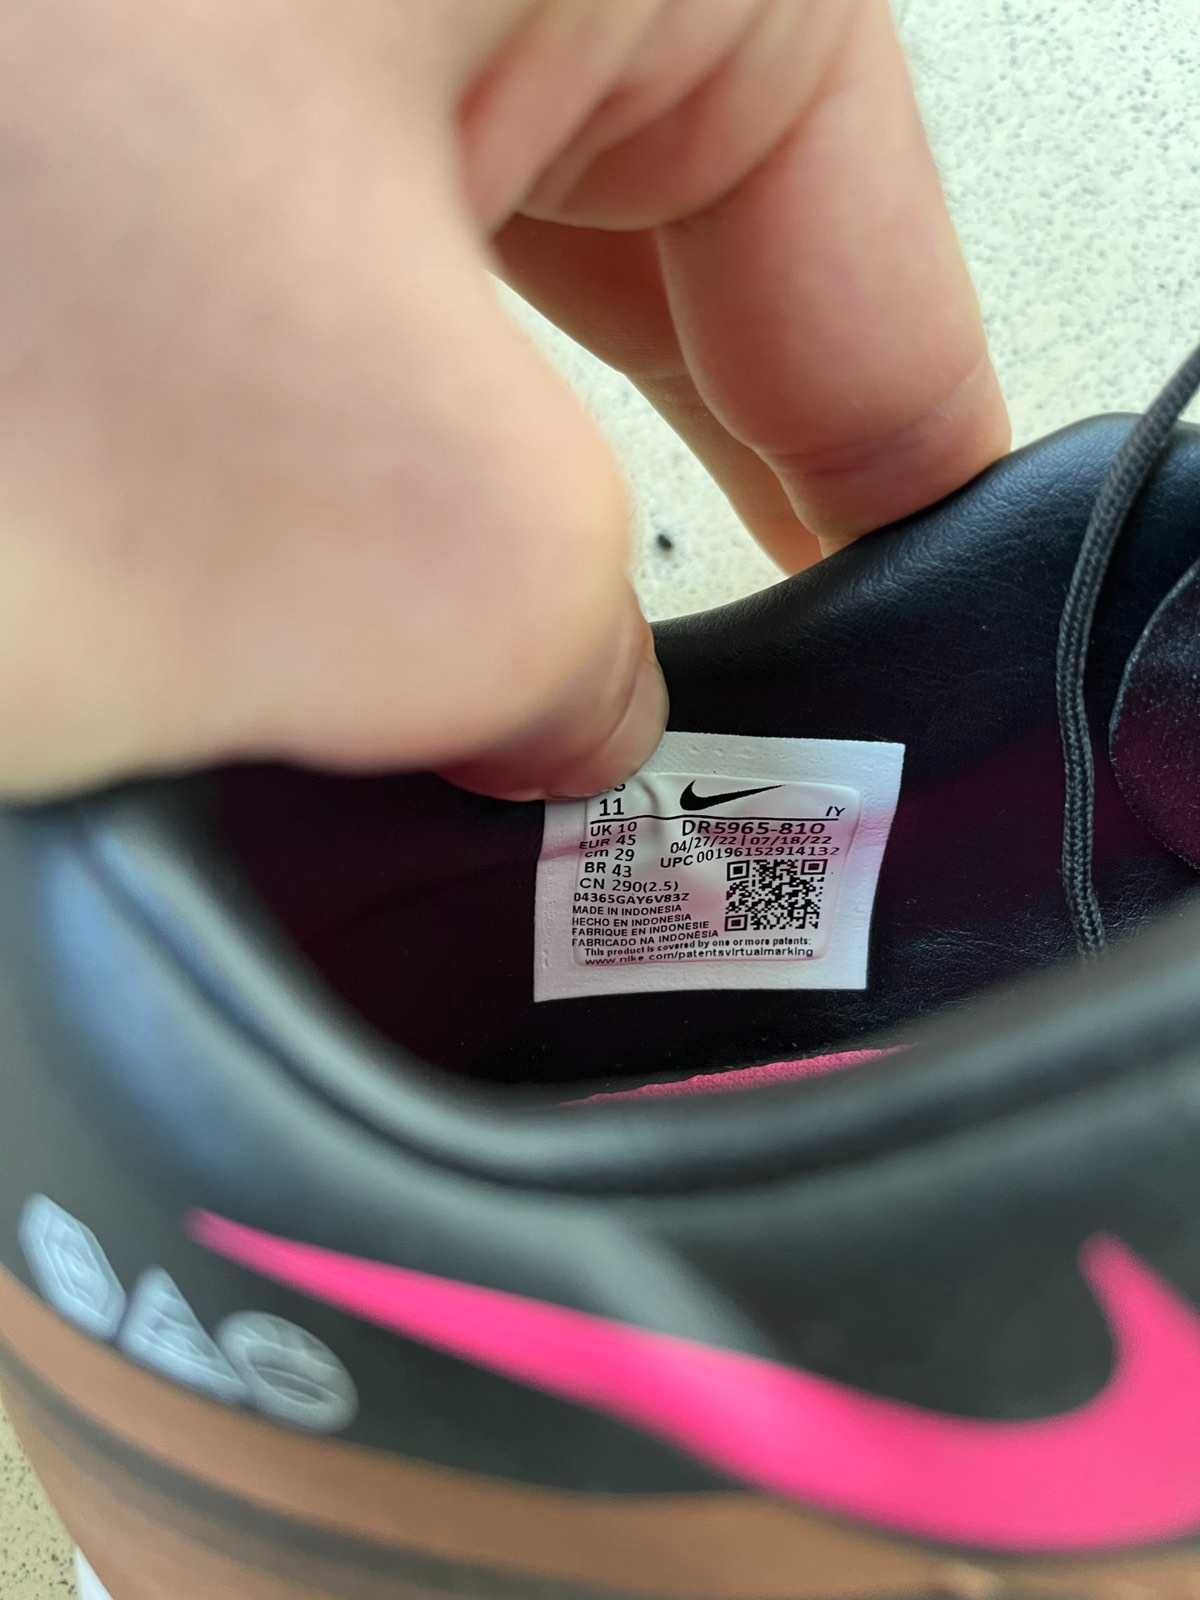 11
IY
UK 10
DR5965-810
EUR 45
04/27/22 | 07/18/22
cm 29
UPC 00196152914132
BR 43
CN 290(2.5)
04365GAY6V83Z
MADE IN INDONESIA
HECHO EN INDONESIA
FABRIQUE EN INDONESIE
FABRICADO NA INDONÉSIA
This product is covered by one or more patents:
www.nike.com/patentsvirtualmarking